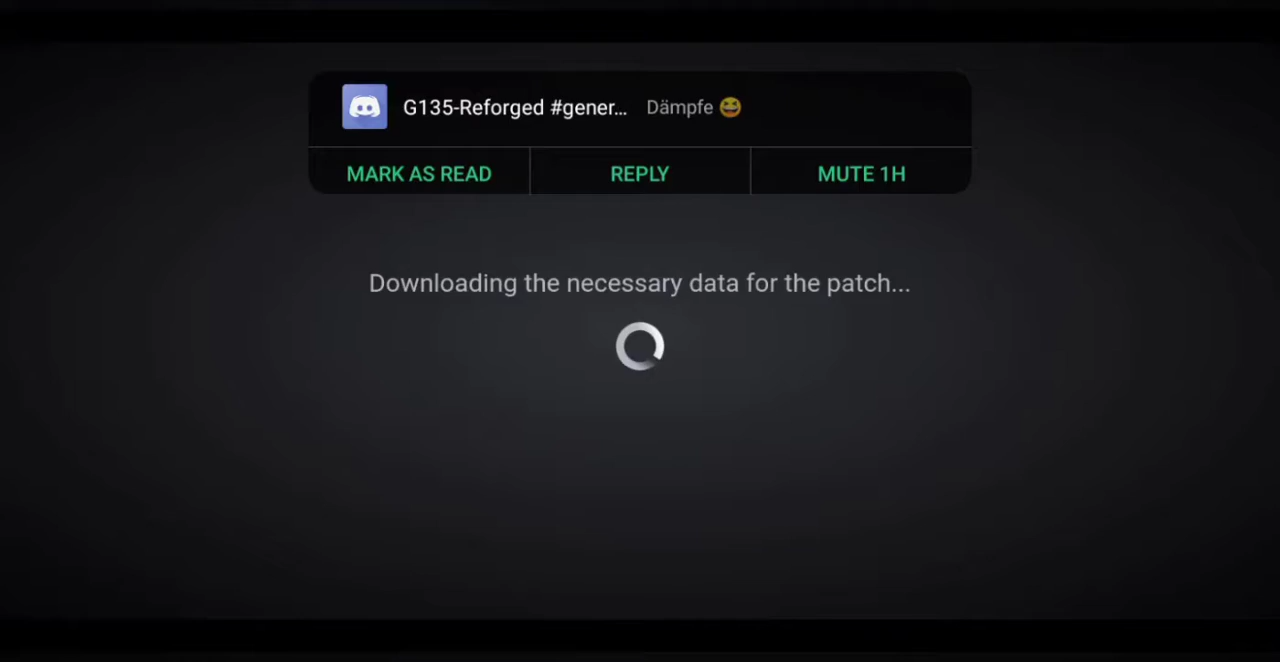 G135-Reforged #gener... Dämpfe 😆
MARK AS READ REPLY MUTE 1H
Downloading the necessary data for the patch...